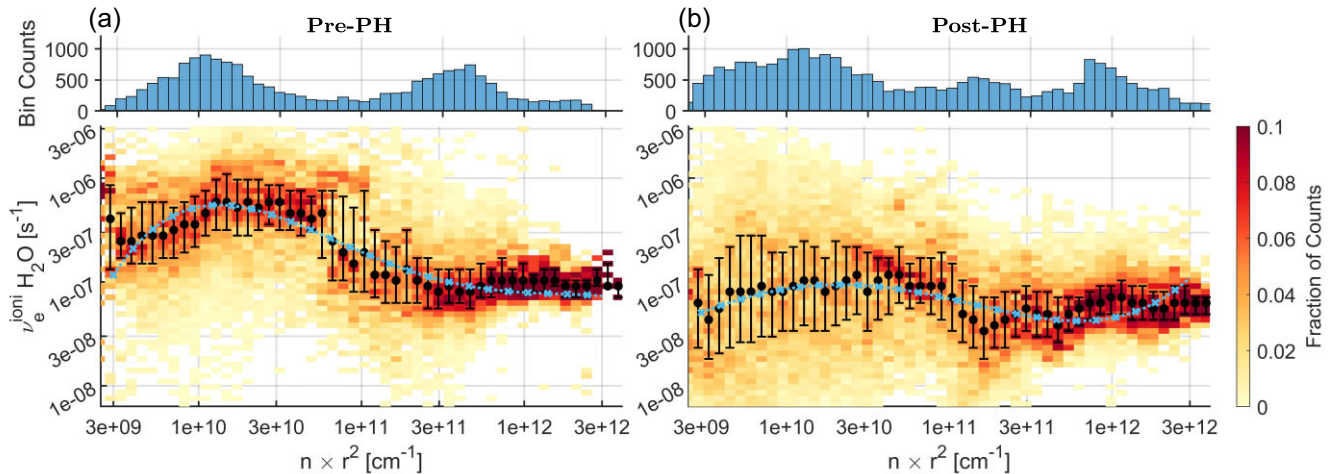 (a) Pre-PH
(b) Post-PH
Bin Counts
1000
500
0
1000
500
0
ν_e^ioni H₂O [s⁻¹]
3e-06
1e-06
3e-07
1e-07
3e-08
1e-08
3e-06
1e-06
3e-07
1e-07
3e-08
1e-08
3e+09 1e+10 3e+10 1e+11 3e+11 1e+12 3e+12
n × r² [cm⁻¹]
3e+09 1e+10 3e+10 1e+11 3e+11 1e+12 3e+12
n × r² [cm⁻¹]
0.1
0.08
0.06
0.04
0.02
0
Fraction of Counts